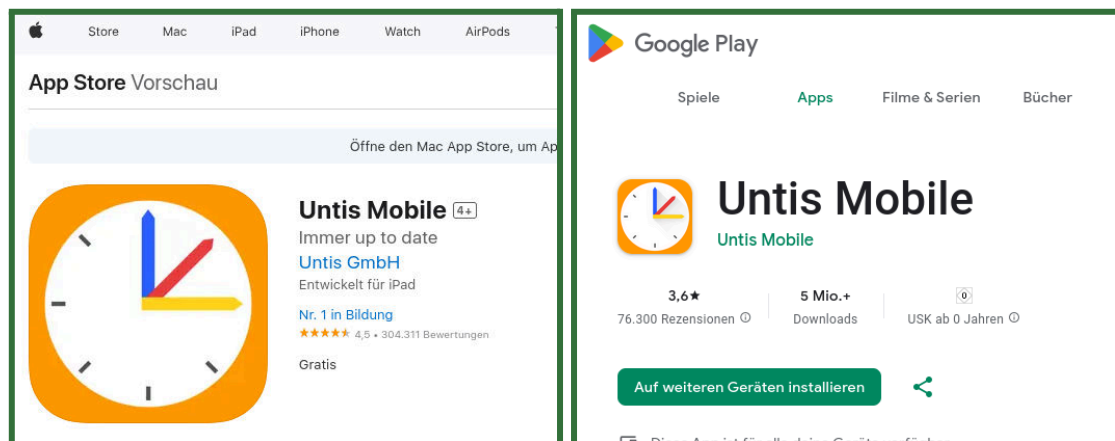 Store Mac iPad iPhone Watch AirPods
App Store Vorschau
Öffne den Mac App Store, um Ap
Untis Mobile 4+
Immer up to date
Untis GmbH
Entwickelt für iPad
Nr. 1 in Bildung
★★★★★ 4,5 • 304.311 Bewertungen
Gratis
Google Play
Spiele Apps Filme & Serien Bücher
Untis Mobile
Untis Mobile
3,6★ 5 Mio.+ 0
76.300 Rezensionen Downloads USK ab 0 Jahren
Auf weiteren Geräten installieren